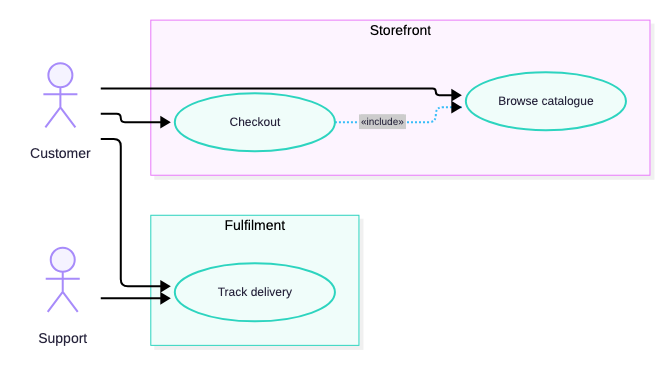 Storefront
Browse catalogue
Checkout
«include»
Customer
Fulfilment
Track delivery
Support